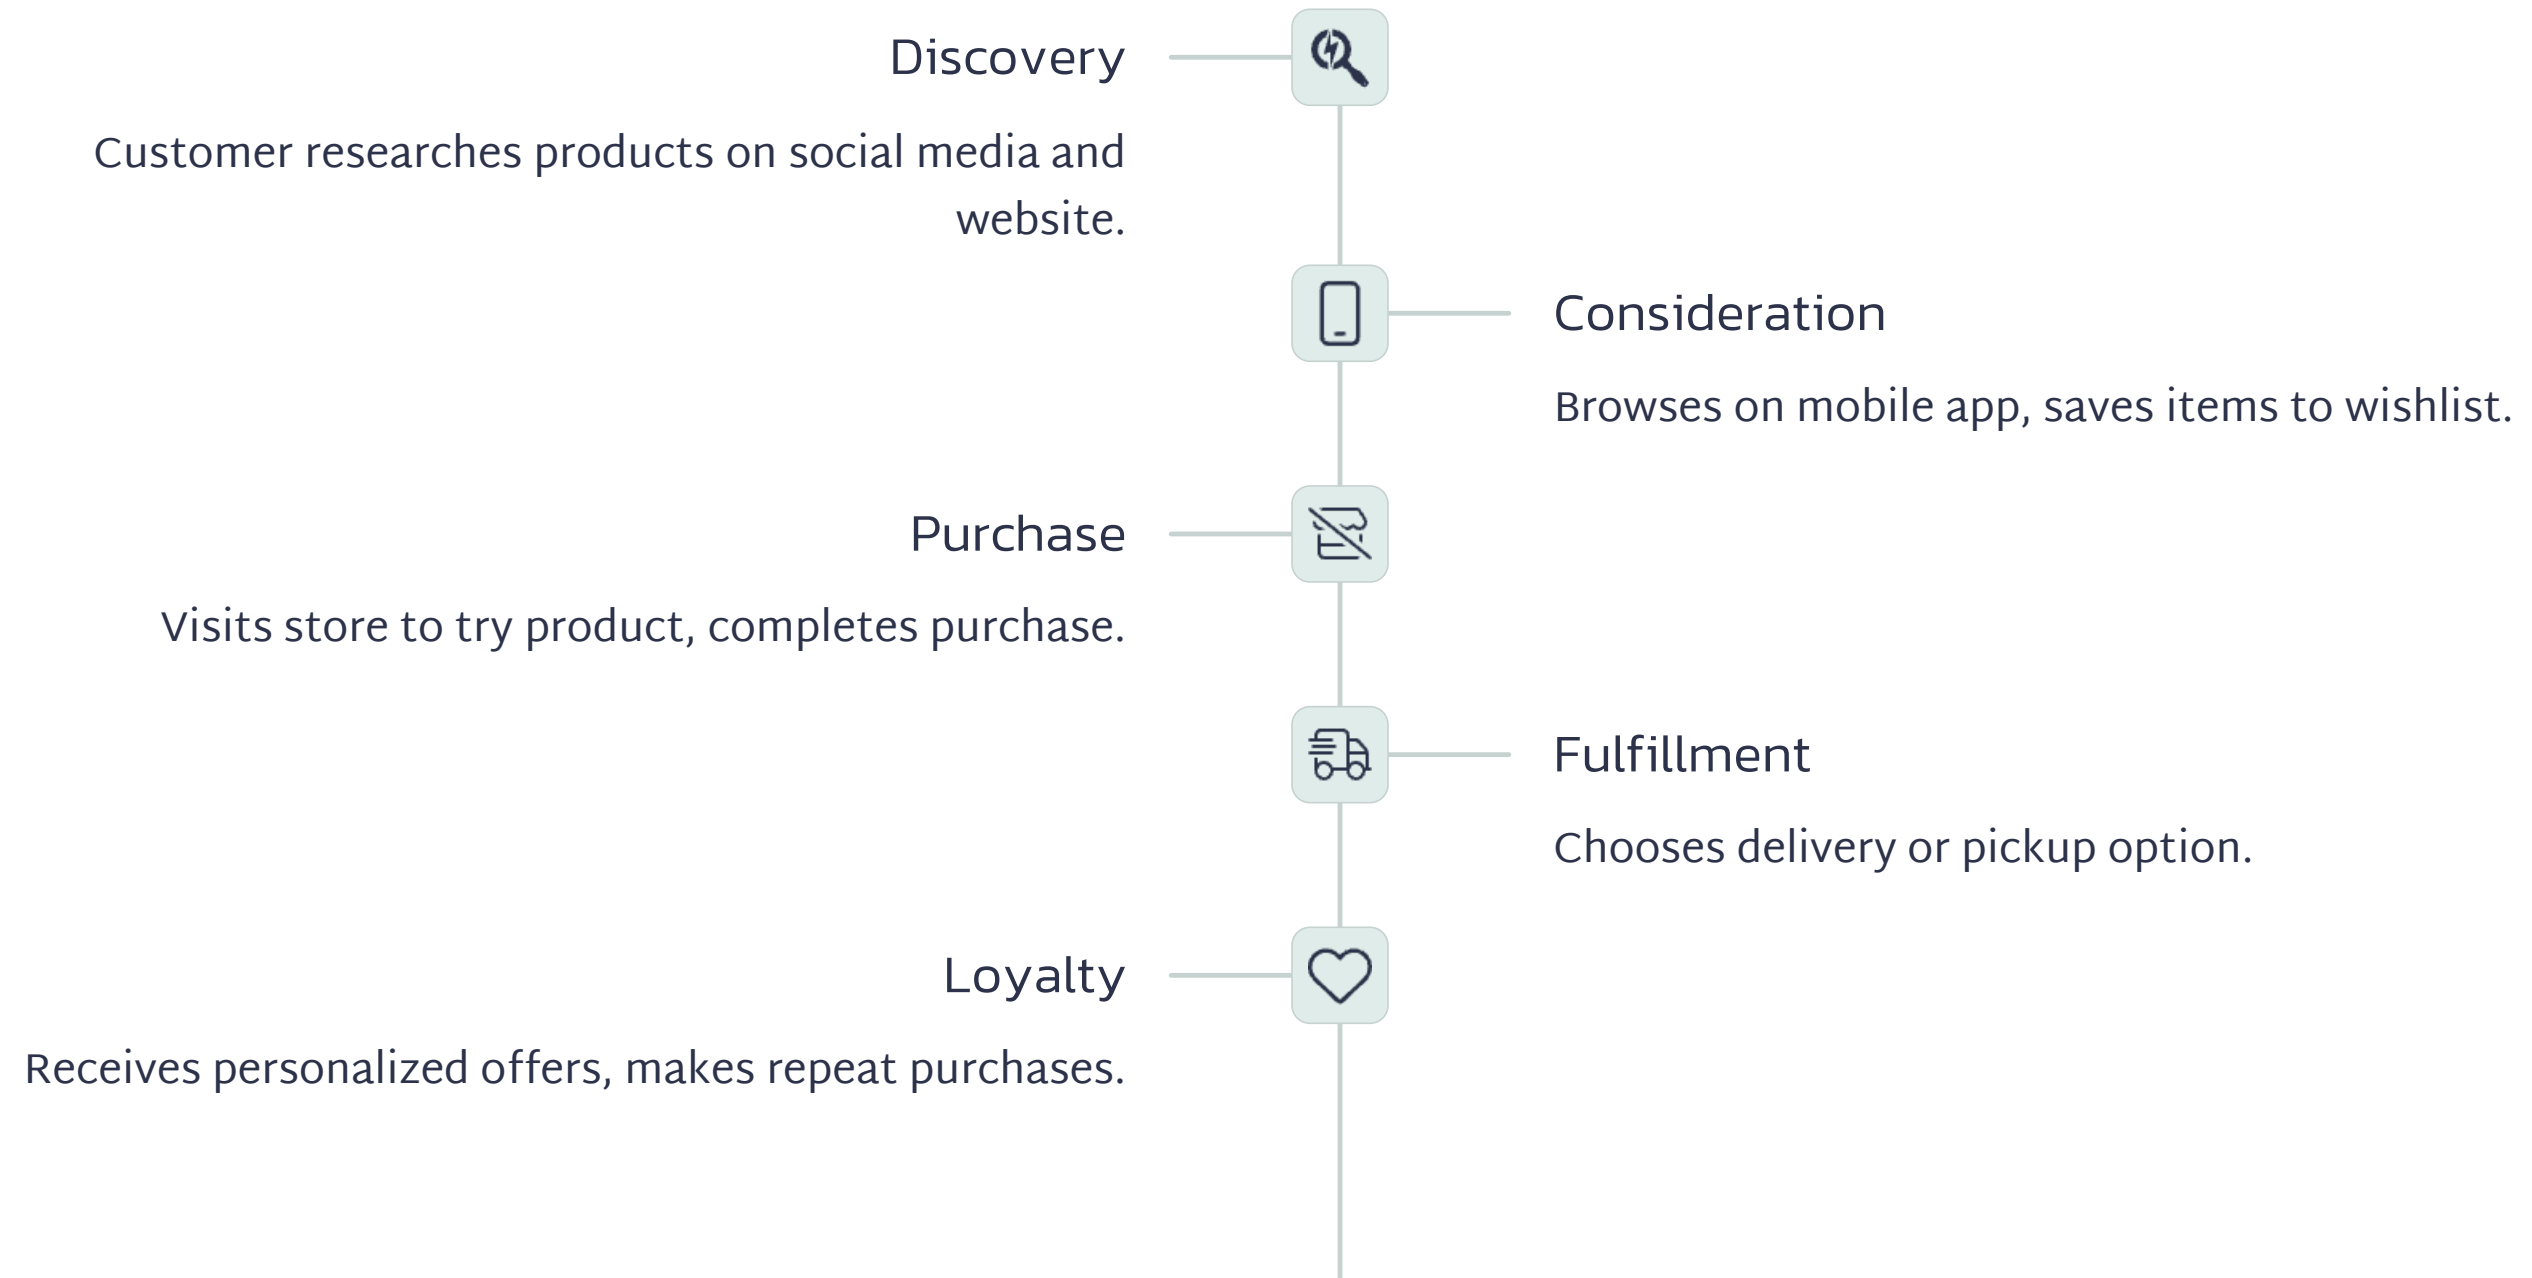 Discovery
Customer researches products on social media and
website.
Consideration
Browses on mobile app, saves items to wishlist.
Purchase
Visits store to try product, completes purchase.
Fulfillment
Chooses delivery or pickup option.
Loyalty
Receives personalized offers, makes repeat purchases.